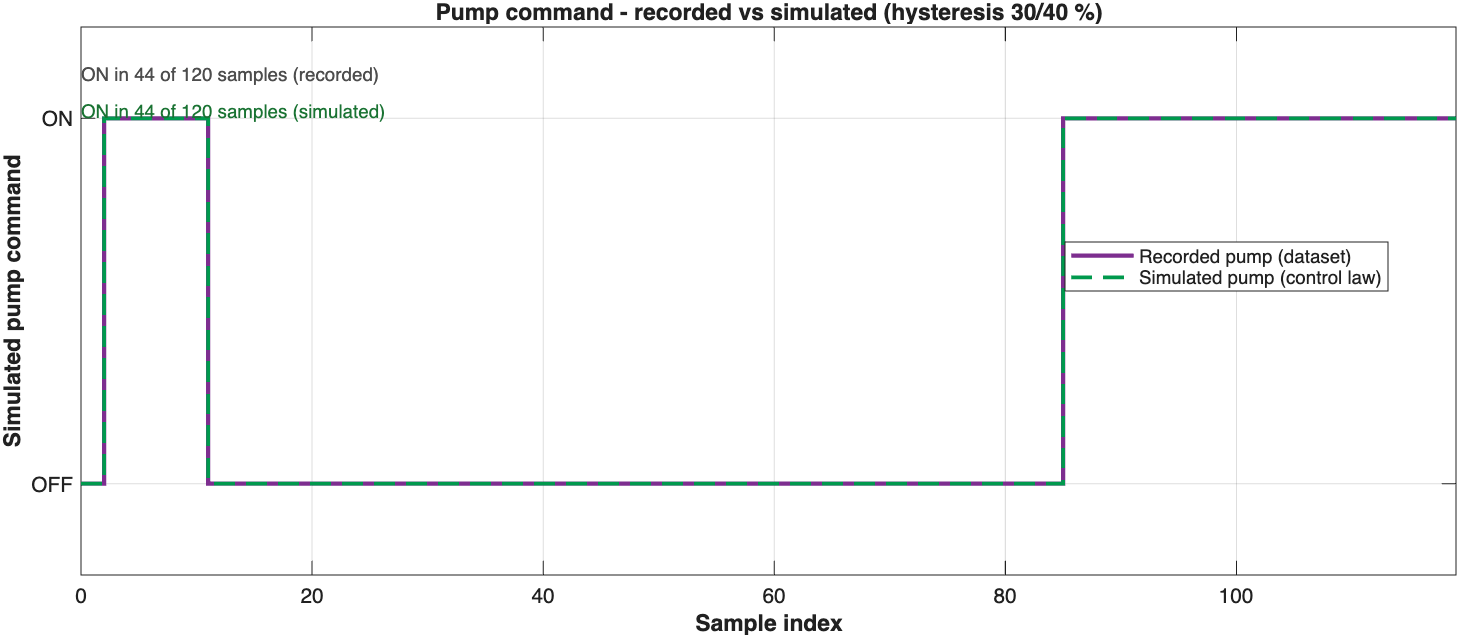 Pump command - recorded vs simulated (hysteresis 30/40 %)
ON in 44 of 120 samples (recorded)
ON in 44 of 120 samples (simulated)
ON
Simulated pump command
Recorded pump (dataset)
Simulated pump (control law)
OFF
0 20 40 60 80 100
Sample index